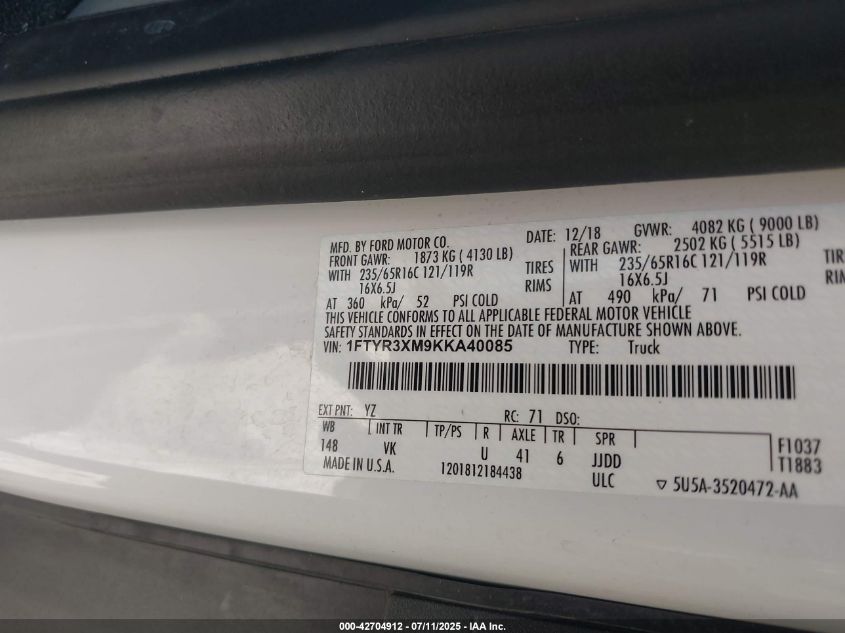 DATE: 12/18 GVWR: 4082 KG ( 9000 LB)
MFD. BY FORD MOTOR CO.
FRONT GAWR: 1873 KG ( 4130 LB) REAR GAWR: 2502 KG ( 5515 LB)
WITH 235/65R16C 121/119R TIRES WITH 235/65R16C 121/119R TIRE
16X6.5J RIMS 16X6.5J RIM
AT 360 kPa/ 52 PSI COLD AT 490 kPa/ 71 PSI COLD
THIS VEHICLE CONFORMS TO ALL APPLICABLE FEDERAL MOTOR VEHICLE
SAFETY STANDARDS IN EFFECT ON THE DATE OF MANUFACTURE SHOWN ABOVE.
VIN: 1FTYR3XM9KKA40085 TYPE: Truck
EXT PNT: YZ RC: 71 DSO:
WB INT TR TP/PS R AXLE TR SPR F1037
148 VK U 41 6 JJDD T1883
MADE IN U.S.A. 1201812184438 ULC ▽ 5U5A-3520472-AA
000-42704912 - 07/11/2025 - IAA Inc.